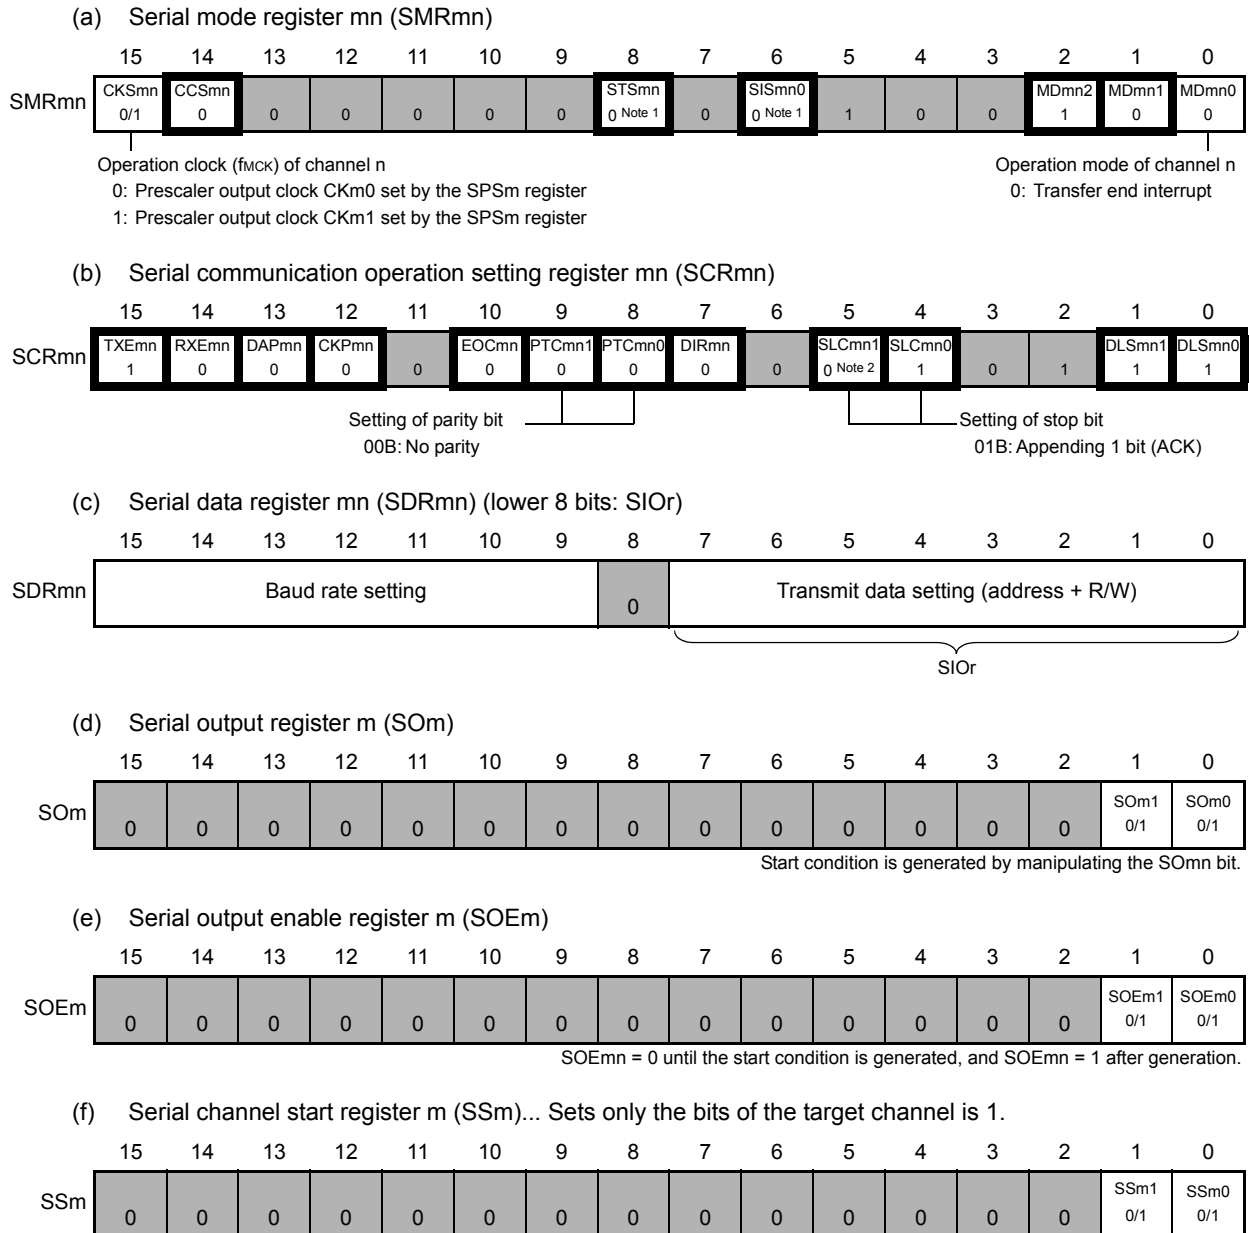 (a) Serial mode register mn (SMRmn)
15 14 13 12 11 10 9 8 7 6 5 4 3 2 1 0
SMRmn CKSmn CCSmn STSmn SISmn0 MDmn2 MDmn1 MDmn0
0/1 0 0 0 0 0 0 0 Note 1 0 0 Note 1 1 0 0 1 0 0
Operation clock (fMCK) of channel n Operation mode of channel n
0: Prescaler output clock CKm0 set by the SPSm register 0: Transfer end interrupt
1: Prescaler output clock CKm1 set by the SPSm register
(b) Serial communication operation setting register mn (SCRmn)
15 14 13 12 11 10 9 8 7 6 5 4 3 2 1 0
SCRmn TXEmn RXEmn DAPmn CKPmn EOCmn PTCmn1 PTCmn0 DIRmn SLCmn1 SLCmn0 DLSmn1 DLSmn0
1 0 0 0 0 0 0 0 0 0 0 Note 2 1 0 1 1 1
Setting of parity bit Setting of stop bit
00B: No parity 01B: Appending 1 bit (ACK)
(c) Serial data register mn (SDRmn) (lower 8 bits: SIOr)
15 14 13 12 11 10 9 8 7 6 5 4 3 2 1 0
SDRmn Baud rate setting 0 Transmit data setting (address + R/W)
SIOr
(d) Serial output register m (SOm)
15 14 13 12 11 10 9 8 7 6 5 4 3 2 1 0
SOm SOm1 SOm0
0 0 0 0 0 0 0 0 0 0 0 0 0 0 0/1 0/1
Start condition is generated by manipulating the SOmn bit.
(e) Serial output enable register m (SOEm)
15 14 13 12 11 10 9 8 7 6 5 4 3 2 1 0
SOEm SOEm1 SOEm0
0 0 0 0 0 0 0 0 0 0 0 0 0 0 0/1 0/1
SOEmn = 0 until the start condition is generated, and SOEmn = 1 after generation.
(f) Serial channel start register m (SSm)... Sets only the bits of the target channel is 1.
15 14 13 12 11 10 9 8 7 6 5 4 3 2 1 0
SSm SSm1 SSm0
0 0 0 0 0 0 0 0 0 0 0 0 0 0 0/1 0/1